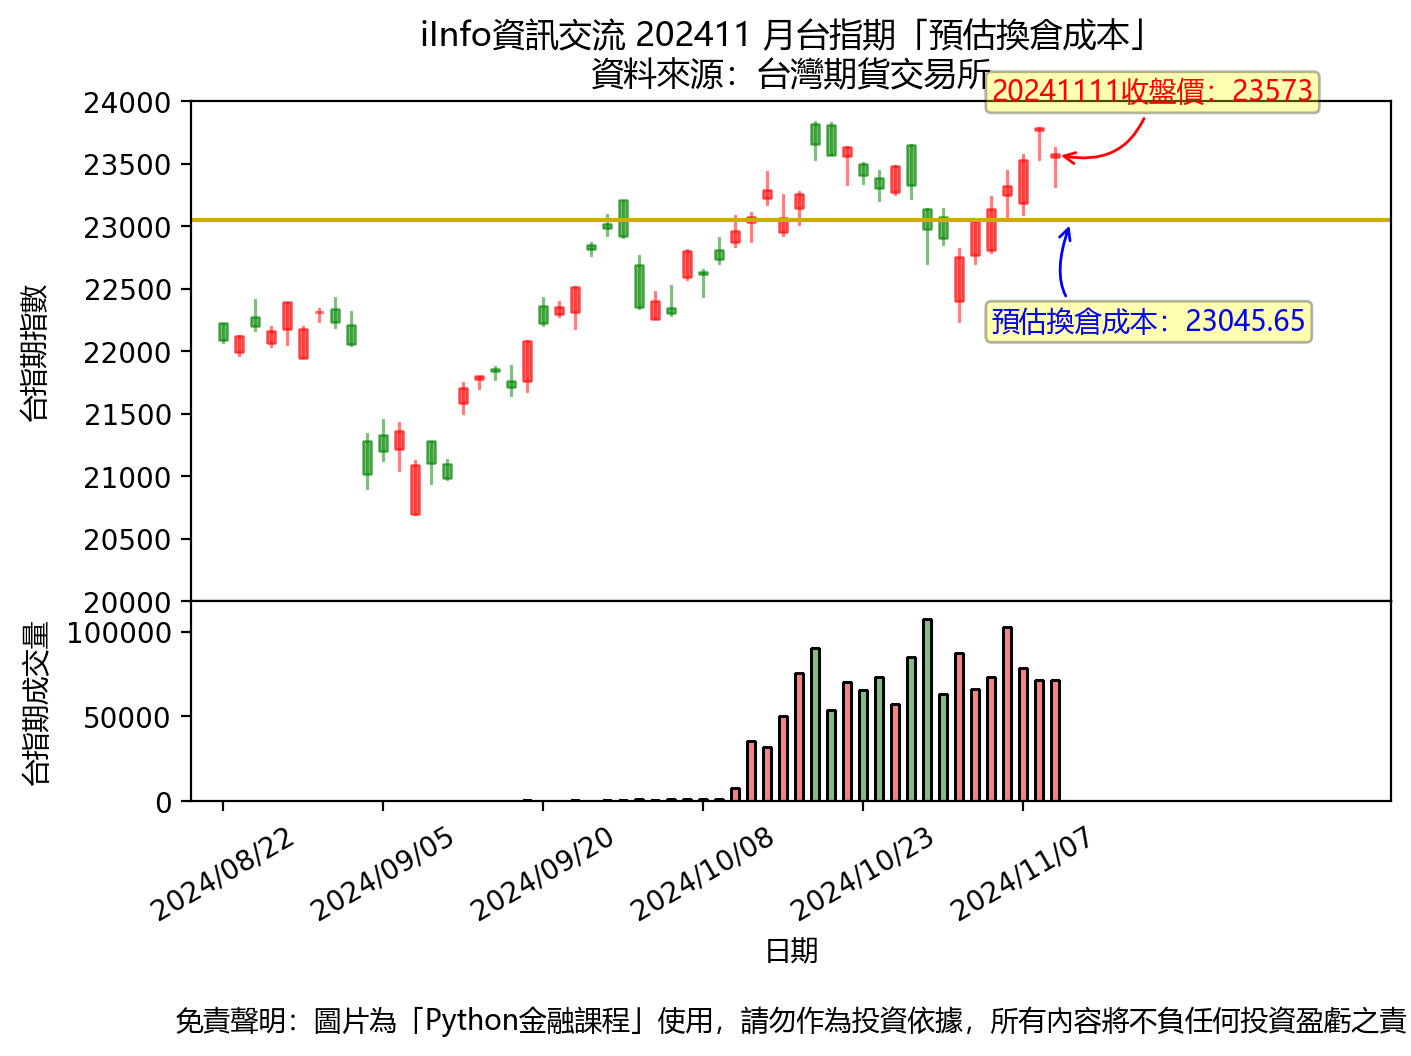 iInfo資訊交流 202411 月台指期「預估換倉成本」
資料來源：台灣期貨交易所
20241111收盤價：23573
預估換倉成本：23045.65
台指期指數
24000
23500
23000
22500
22000
21500
21000
20500
20000
台指期成交量
100000
50000
0
2024/08/22
2024/09/05
2024/09/20
2024/10/08
2024/10/23
2024/11/07
日期
免責聲明：圖片為「Python金融課程」使用，請勿作為投資依據，所有內容將不負任何投資盈虧之責